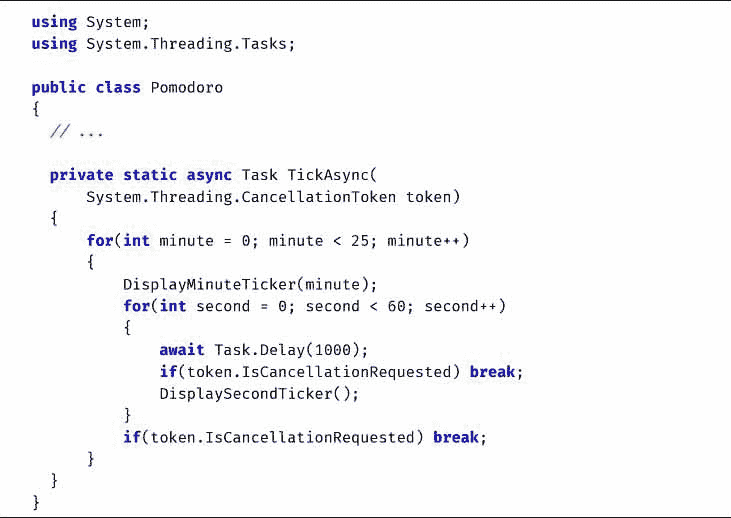 using System;
using System.Threading.Tasks;

public class Pomodoro
{
  // ...

  private static async Task TickAsync(
      System.Threading.CancellationToken token)
  {
      for(int minute = 0; minute < 25; minute++)
      {
          DisplayMinuteTicker(minute);
          for(int second = 0; second < 60; second++)
          {
              await Task.Delay(1000);
              if(token.IsCancellationRequested) break;
              DisplaySecondTicker();
          }
          if(token.IsCancellationRequested) break;
      }
  }
}